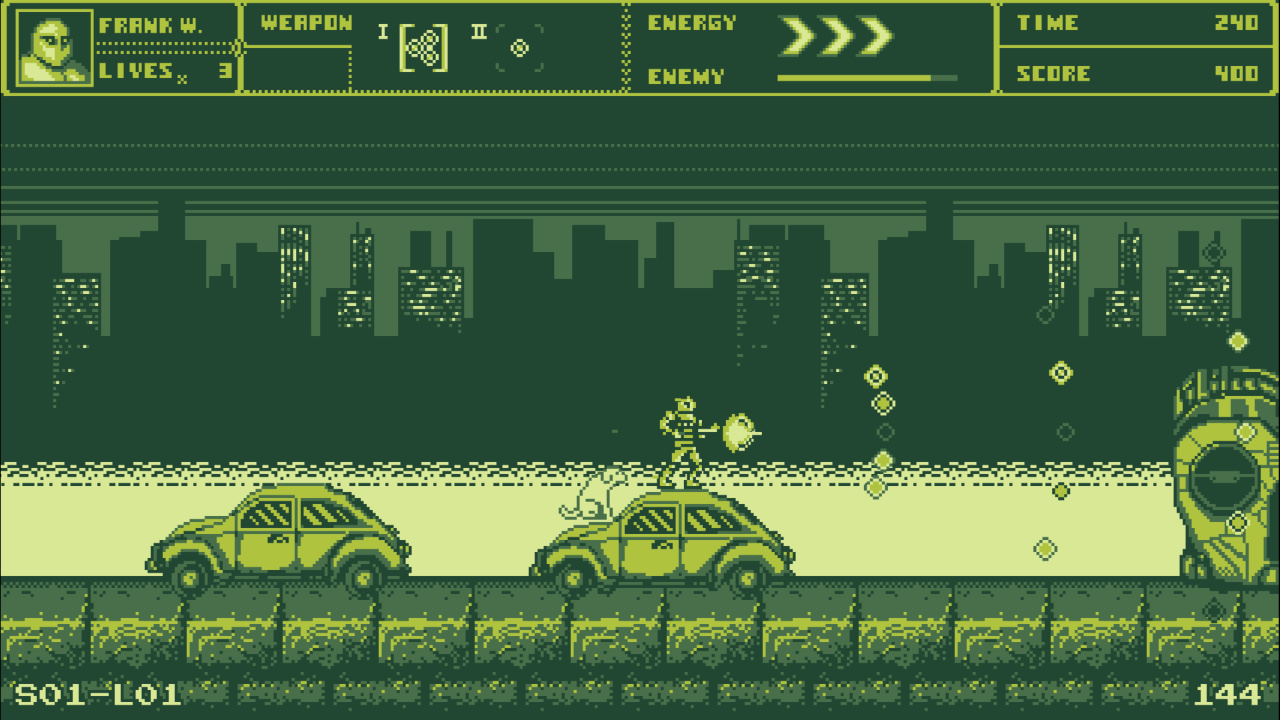 FRANK W.
LIVES x 3
WEAPON
I
II
ENERGY
ENEMY
TIME 240
SCORE 400
S01-L01
144